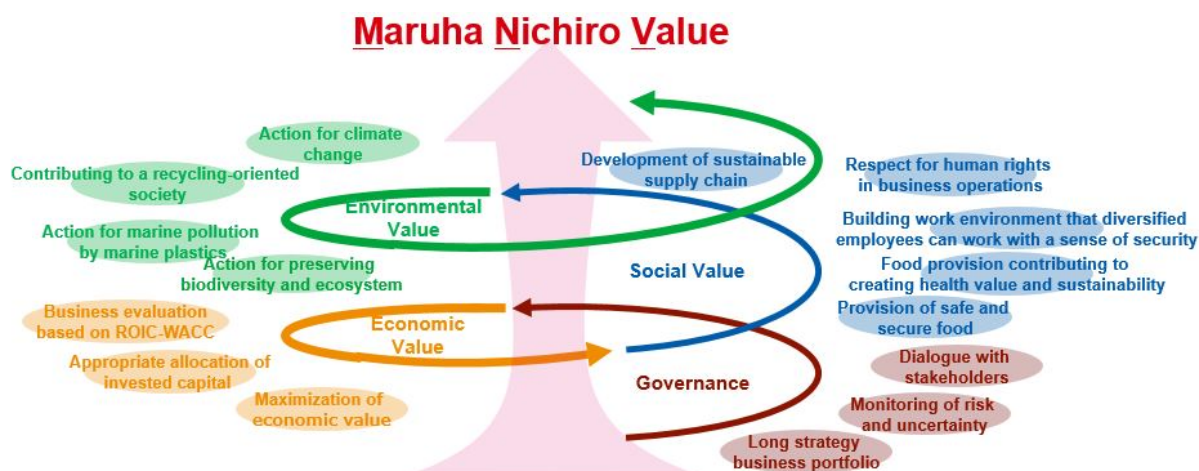 Maruha Nichiro Value
Action for climate
change
Contributing to a recycling-oriented
society
Action for marine pollution
by marine plastics
Action for preserving
biodiversity and ecosystem
Environmental
Value
Development of sustainable
supply chain
Respect for human rights
in business operations
Building work environment that diversified
employees can work with a sense of security
Food provision contributing to
creating health value and sustainability
Provision of safe and
secure food
Social Value
Business evaluation
based on ROIC-WACC
Appropriate allocation of
invested capital
Maximization of
economic value
Economic
Value
Governance
Dialogue with
stakeholders
Monitoring of risk
and uncertainty
Long strategy
business portfolio